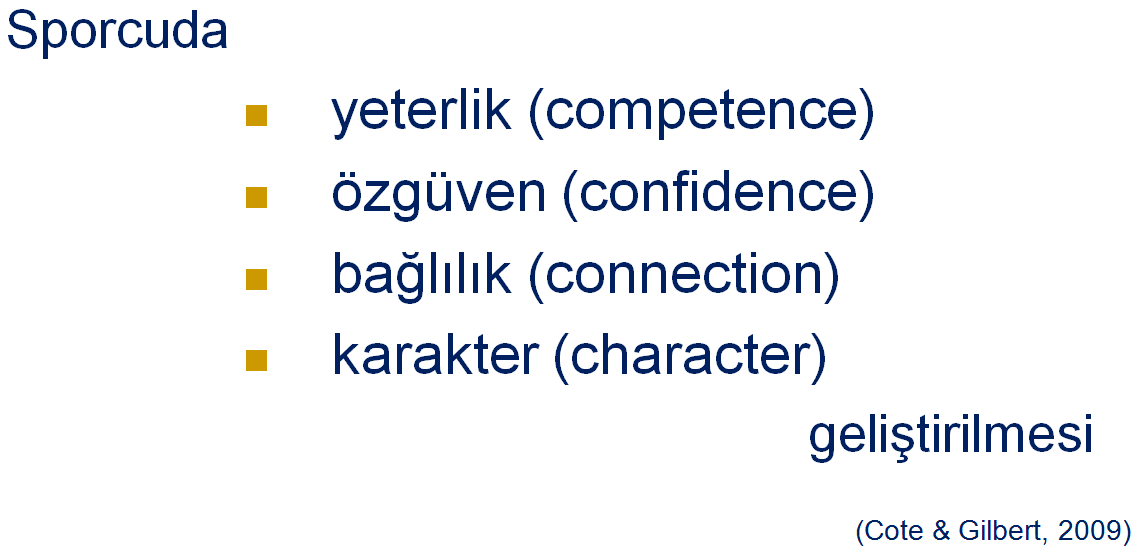 Sporcuda
yeterlik (competence)
özgüven (confidence)
bağlılık (connection)
karakter (character)
geliştirilmesi
(Cote & Gilbert, 2009)